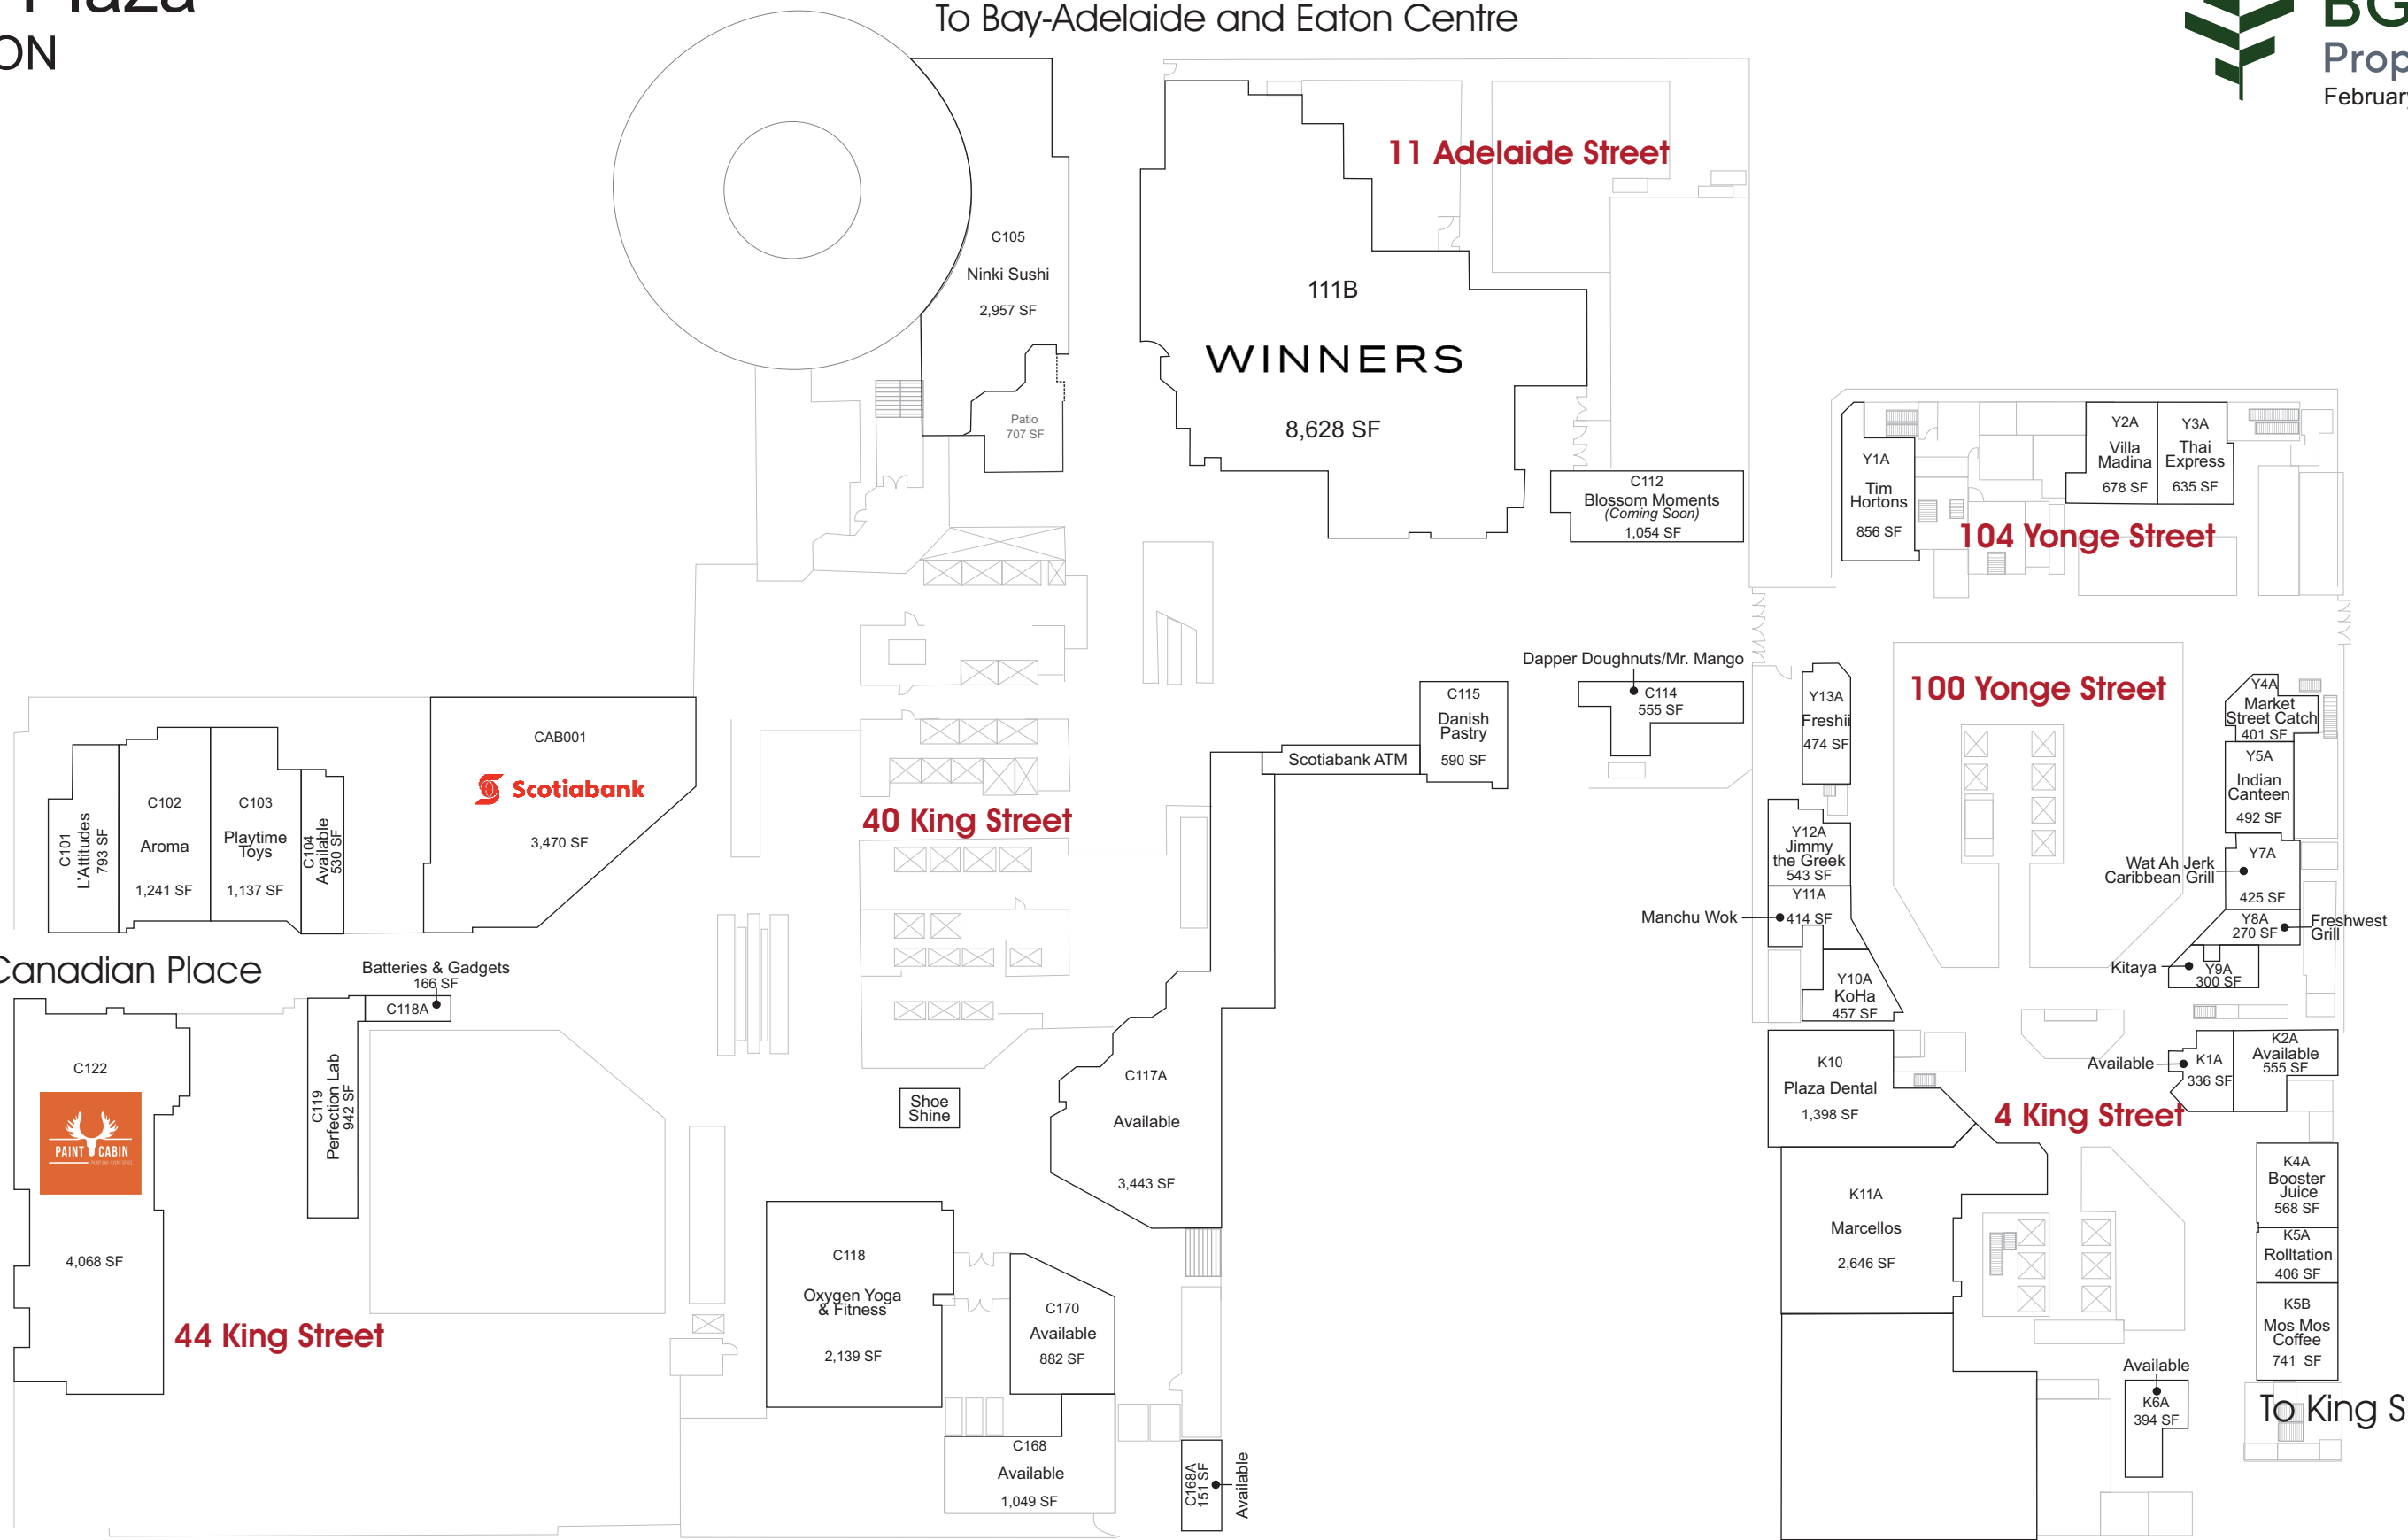 Plaza
ON
To Bay-Adelaide and Eaton Centre
BG
Prop
February
11 Adelaide Street
C105
Ninki Sushi
2,957 SF
Patio
707 SF
111B
WINNERS
8,628 SF
C112
Blossom Moments
(Coming Soon)
1,054 SF
Y1A
Tim
Hortons
856 SF
Y2A
Villa
Madina
678 SF
Y3A
Thai
Express
635 SF
104 Yonge Street
100 Yonge Street
Dapper Doughnuts/Mr. Mango
C114
555 SF
C115
Danish
Pastry
590 SF
Scotiabank ATM
Y13A
Freshii
474 SF
Y4A
Market
Street Catch
401 SF
Y5A
Indian
Canteen
492 SF
Y12A
Jimmy
the Greek
543 SF
Y11A
414 SF
Manchu Wok
Y10A
KoHa
457 SF
Wat Ah Jerk
Caribbean Grill
Y7A
425 SF
Y8A
270 SF
Freshwest
Grill
Kitaya
Y9A
300 SF
CAB001
Scotiabank
3,470 SF
40 King Street
C101
L'Attitudes
793 SF
C102
Aroma
1,241 SF
C103
Playtime
Toys
1,137 SF
C104
Available
530 SF
Canadian Place
Batteries & Gadgets
166 SF
C118A
C119
Perfection Lab
942 SF
C122
PAINT CABIN
4,068 SF
44 King Street
Shoe
Shine
C117A
Available
3,443 SF
C118
Oxygen Yoga
& Fitness
2,139 SF
C170
Available
882 SF
C168
Available
1,049 SF
C168A
151 SF
Available
K10
Plaza Dental
1,398 SF
K11A
Marcellos
2,646 SF
4 King Street
Available
K1A
336 SF
K2A
Available
555 SF
K4A
Booster
Juice
568 SF
K5A
Rolltation
406 SF
K5B
Mos Mos
Coffee
741 SF
Available
K6A
394 SF
To King S